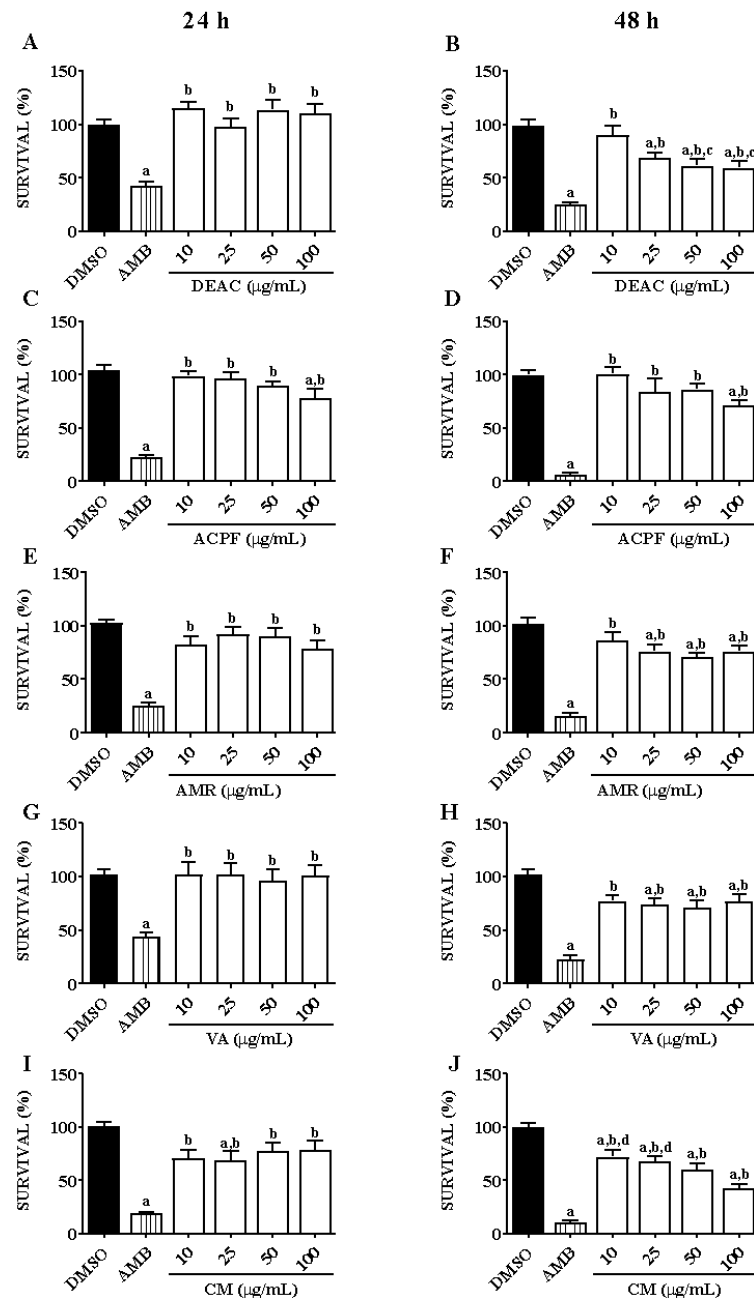 24 h
48 h
A
150
100
50
0
SURVIVAL (%)
b
b
b
b
a
DMSO
AMB
10
25
50
100
DEAC (µg/mL)
B
150
100
50
0
SURVIVAL (%)
b
a,b
a,b,c
a,b,c
a
DMSO
AMB
10
25
50
100
DEAC (µg/mL)
C
150
100
50
0
SURVIVAL (%)
b
b
b
a,b
a
DMSO
AMB
10
25
50
100
ACPF (µg/mL)
D
150
100
50
0
SURVIVAL (%)
b
b
b
a,b
a
DMSO
AMB
10
25
50
100
ACPF (µg/mL)
E
150
100
50
0
SURVIVAL (%)
b
b
b
b
a
DMSO
AMB
10
25
50
100
AMR (µg/mL)
F
150
100
50
0
SURVIVAL (%)
b
a,b
a,b
a,b
a
DMSO
AMB
10
25
50
100
AMR (µg/mL)
G
150
100
50
0
SURVIVAL (%)
b
b
b
b
a
DMSO
AMB
10
25
50
100
VA (µg/mL)
H
150
100
50
0
SURVIVAL (%)
b
a,b
a,b
a,b
a
DMSO
AMB
10
25
50
100
VA (µg/mL)
I
150
100
50
0
SURVIVAL (%)
b
a,b
b
b
a
DMSO
AMB
10
25
50
100
CM (µg/mL)
J
150
100
50
0
SURVIVAL (%)
a,b,d
a,b,d
a,b
a,b
a
DMSO
AMB
10
25
50
100
CM (µg/mL)